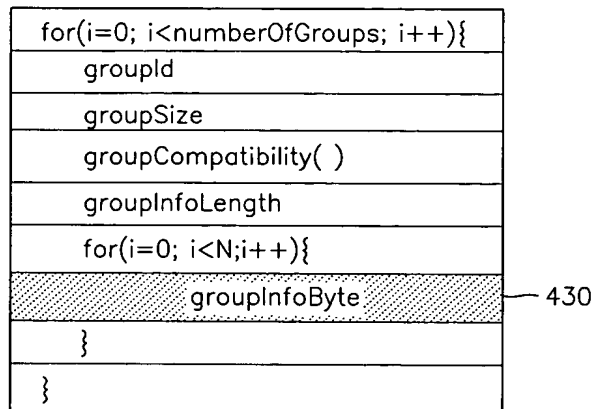 for(i=0; i<numberOfGroups; i++){
groupId
groupSize
groupCompatibility( )
groupInfoLength
for(i=0; i<N;i++){
groupInfoByte 430
}
}